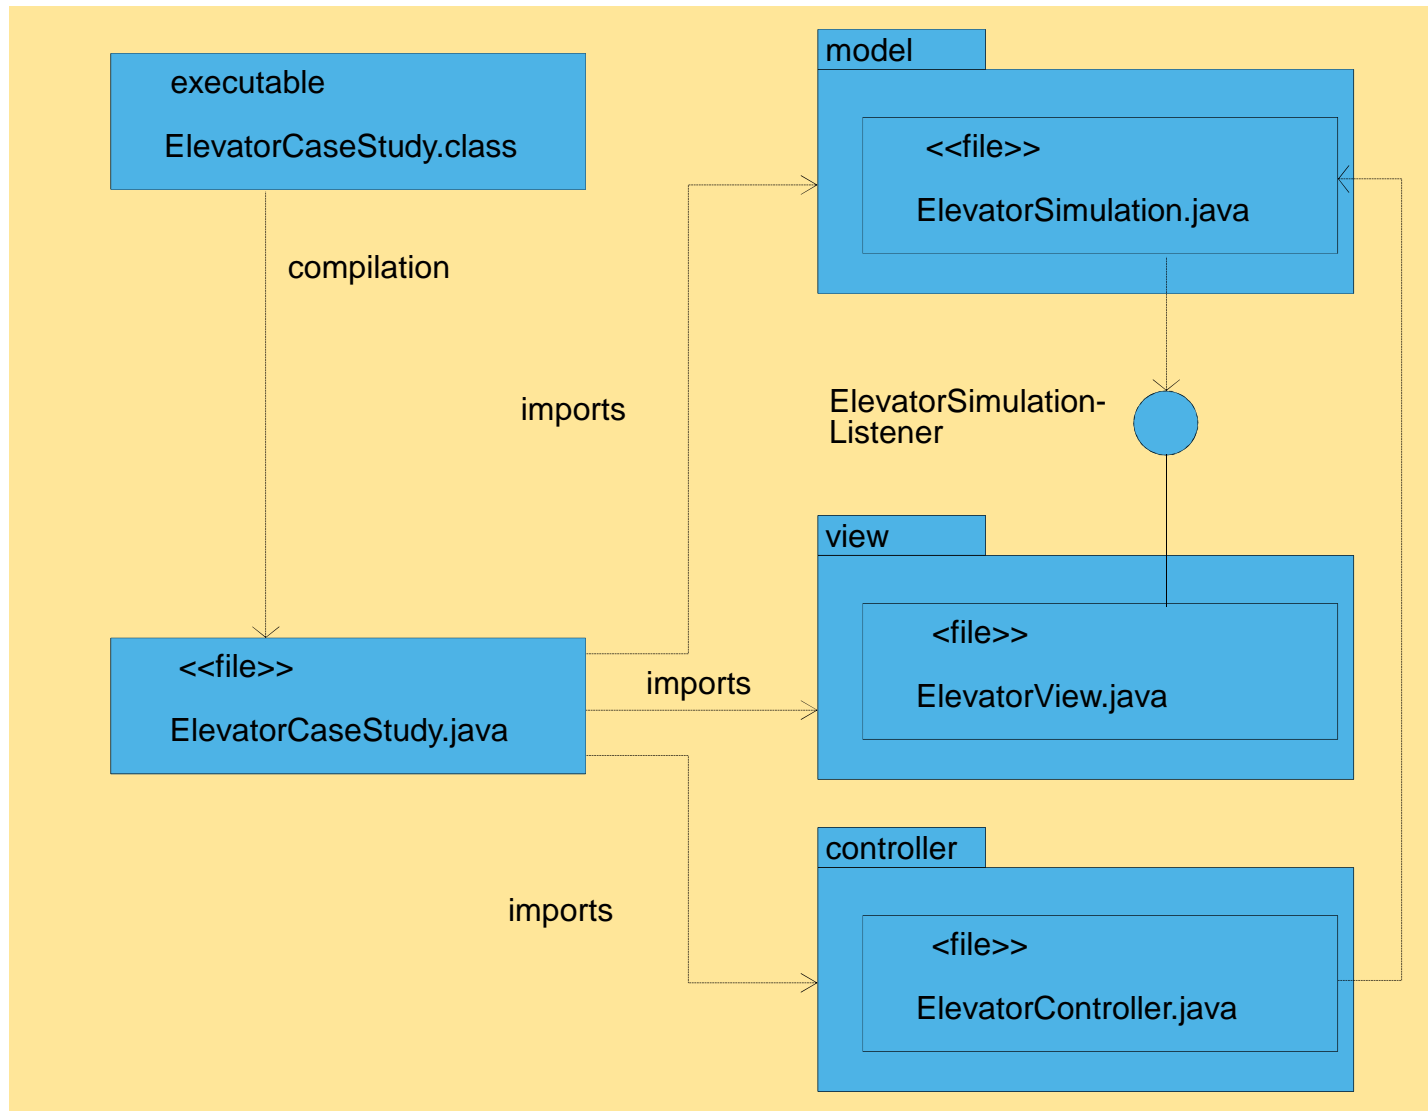 executable
ElevatorCaseStudy.class
compilation
model
<<file>>
ElevatorSimulation.java
imports
ElevatorSimulation-
Listener
view
<file>>
ElevatorView.java
<<file>>
ElevatorCaseStudy.java
imports
controller
<file>>
ElevatorController.java
imports